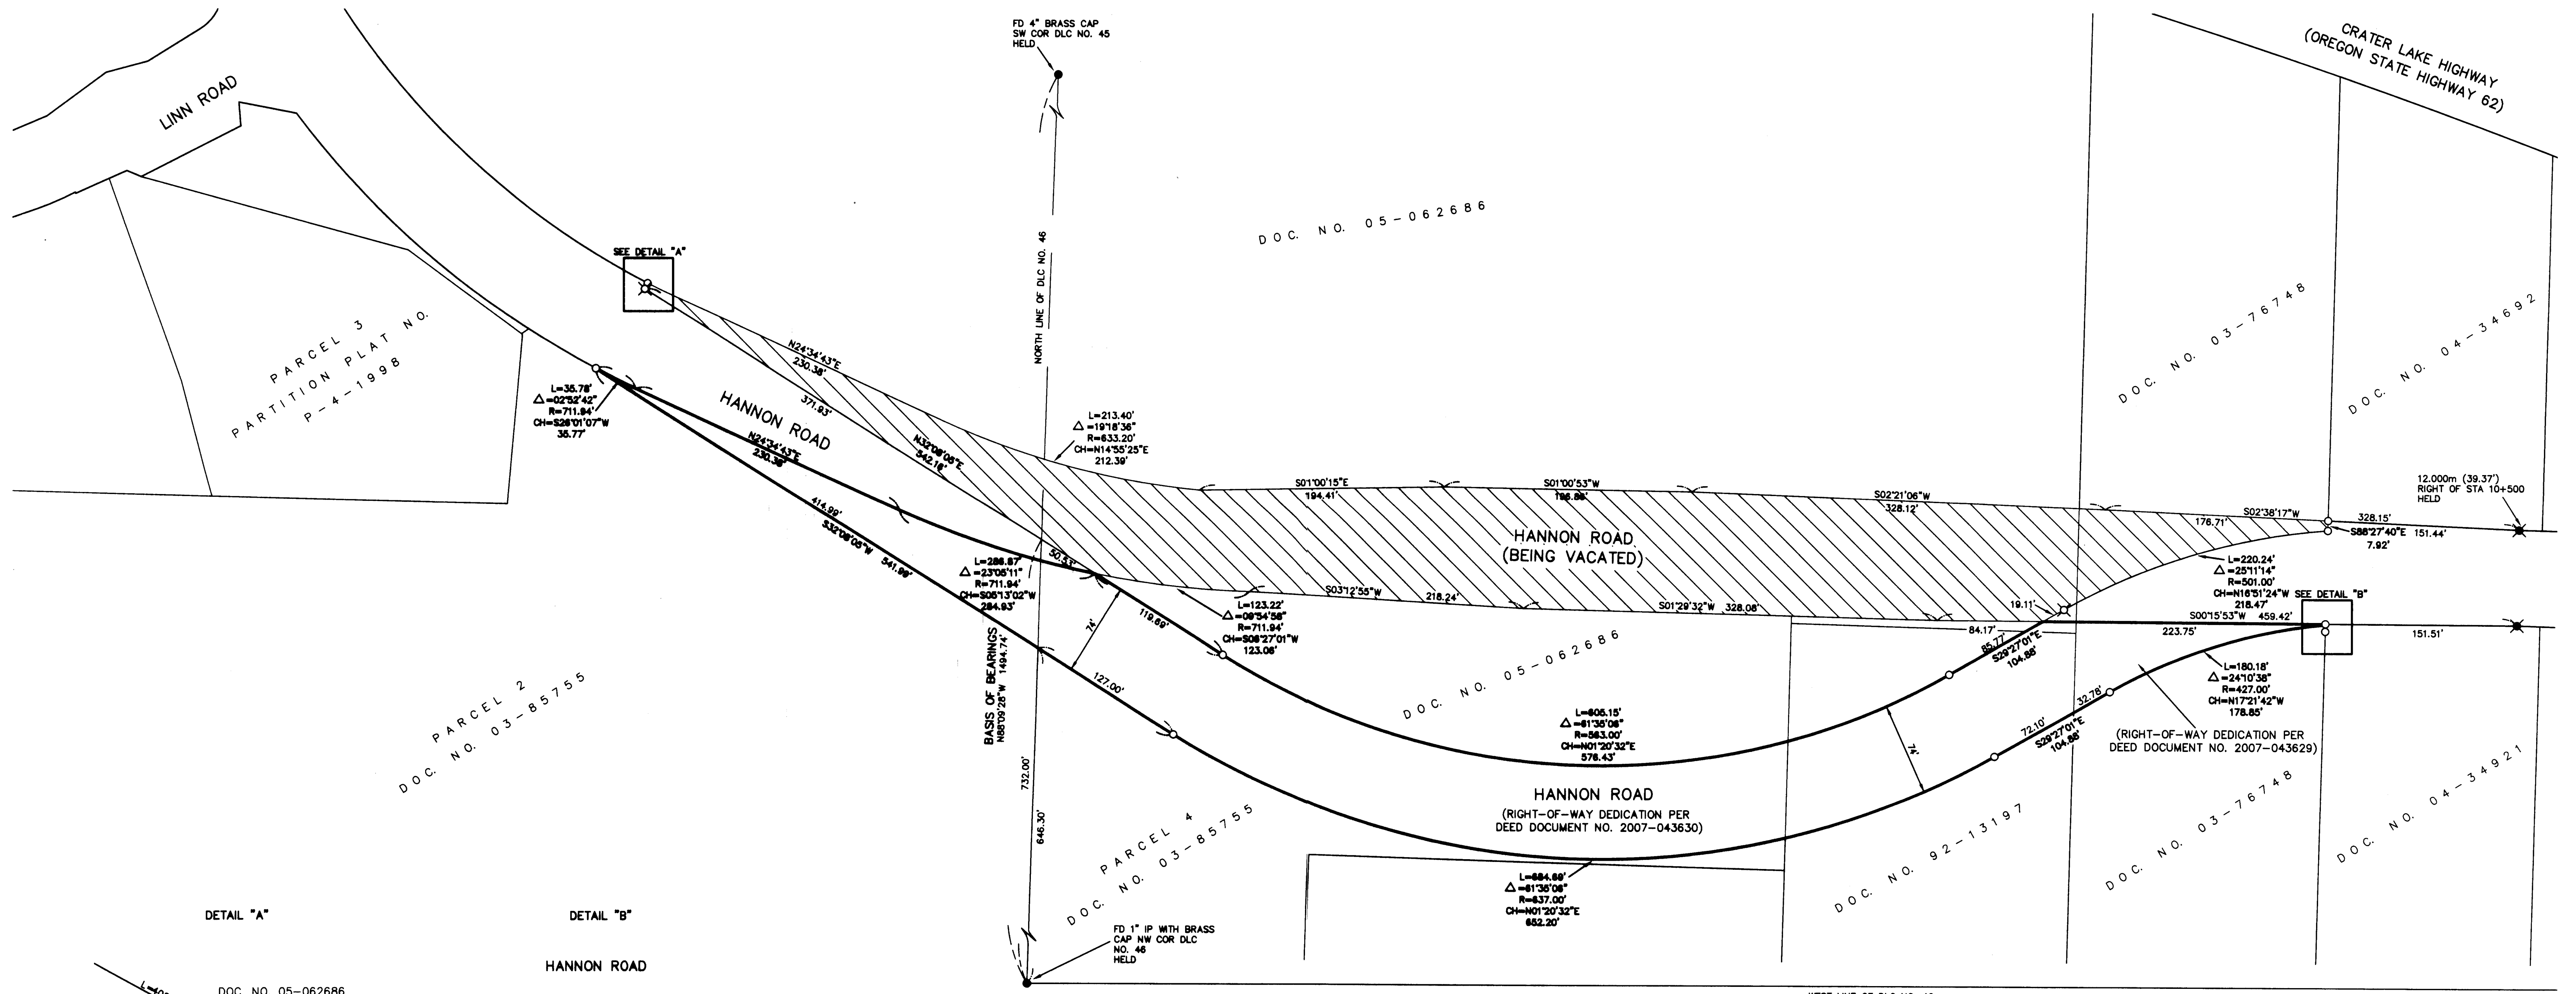 FD 4" BRASS CAP
SW COR DLC NO. 45
HELD
CRATER LAKE HIGHWAY
(OREGON STATE HIGHWAY 62)
LINN ROAD
SEE DETAIL "A"
NORTH LINE OF DLC NO. 46
DOC. NO. 05-062686
DOC. NO. 03-76748
DOC. NO. 04-34692
PARCEL 3
PARTITION PLAT NO.
P-4-1998
N24°34'43"E
230.38'
371.93'
HANNON ROAD
N32°08'05"E
542.16'
L=35.78'
△=02°52'42"
R=711.94'
CH=S26°01'07"W
35.77'
N24°34'43"E
230.38'
414.99'
S32°08'05"W
541.99'
L=213.40'
△=19°18'36"
R=633.20'
CH=N14°55'25"E
212.39'
S01°00'15"E
194.41'
S01°00'53"W
S02°21'06"W
328.12'
S02°38'17"W
176.71'
328.15'
S86°27'40"E
7.92'
151.44'
12.000m (39.37')
RIGHT OF STA 10+500
HELD
HANNON ROAD
(BEING VACATED)
50.53'
L=286.87'
△=23°05'11"
R=711.94'
CH=S05°13'02"W
284.93'
L=123.22'
△=09°54'56"
R=711.94'
CH=S08°27'01"W
123.06'
S03°12'55"W
218.24'
S01°29'32"W 328.08'
19.11'
L=220.24'
△=25°11'14"
R=501.00'
CH=N16°51'24"W
218.47'
SEE DETAIL "B"
S00°15'53"W 459.42'
223.75'
151.51'
84.17'
85.77'
S29°27'01"E
104.88'
74'
119.69'
127.00'
BASIS OF BEARINGS
N88°09'28"W 1494.74'
DOC. NO. 05-062686
L=605.15'
△=61°35'06"
R=563.00'
CH=N01°20'32"E
576.43'
74'
72.10'
32.78'
S29°27'01"E
104.88'
L=180.18'
△=24°10'38"
R=427.00'
CH=N17°21'42"W
178.85'
(RIGHT-OF-WAY DEDICATION PER
DEED DOCUMENT NO. 2007-043629)
PARCEL 2
DOC. NO. 03-85755
732.00'
646.30'
HANNON ROAD
(RIGHT-OF-WAY DEDICATION PER
DEED DOCUMENT NO. 2007-043630)
PARCEL 4
DOC. NO. 03-85755
L=684.69'
△=61°35'06"
R=637.00'
CH=N01°20'32"E
652.20'
DOC. NO. 92-13197
DOC. NO. 03-76748
DOC. NO. 04-34921
FD 1" IP WITH BRASS
CAP NW COR DLC
NO. 46
HELD
DETAIL "A"
DETAIL "B"
HANNON ROAD
DOC. NO. 05-062686